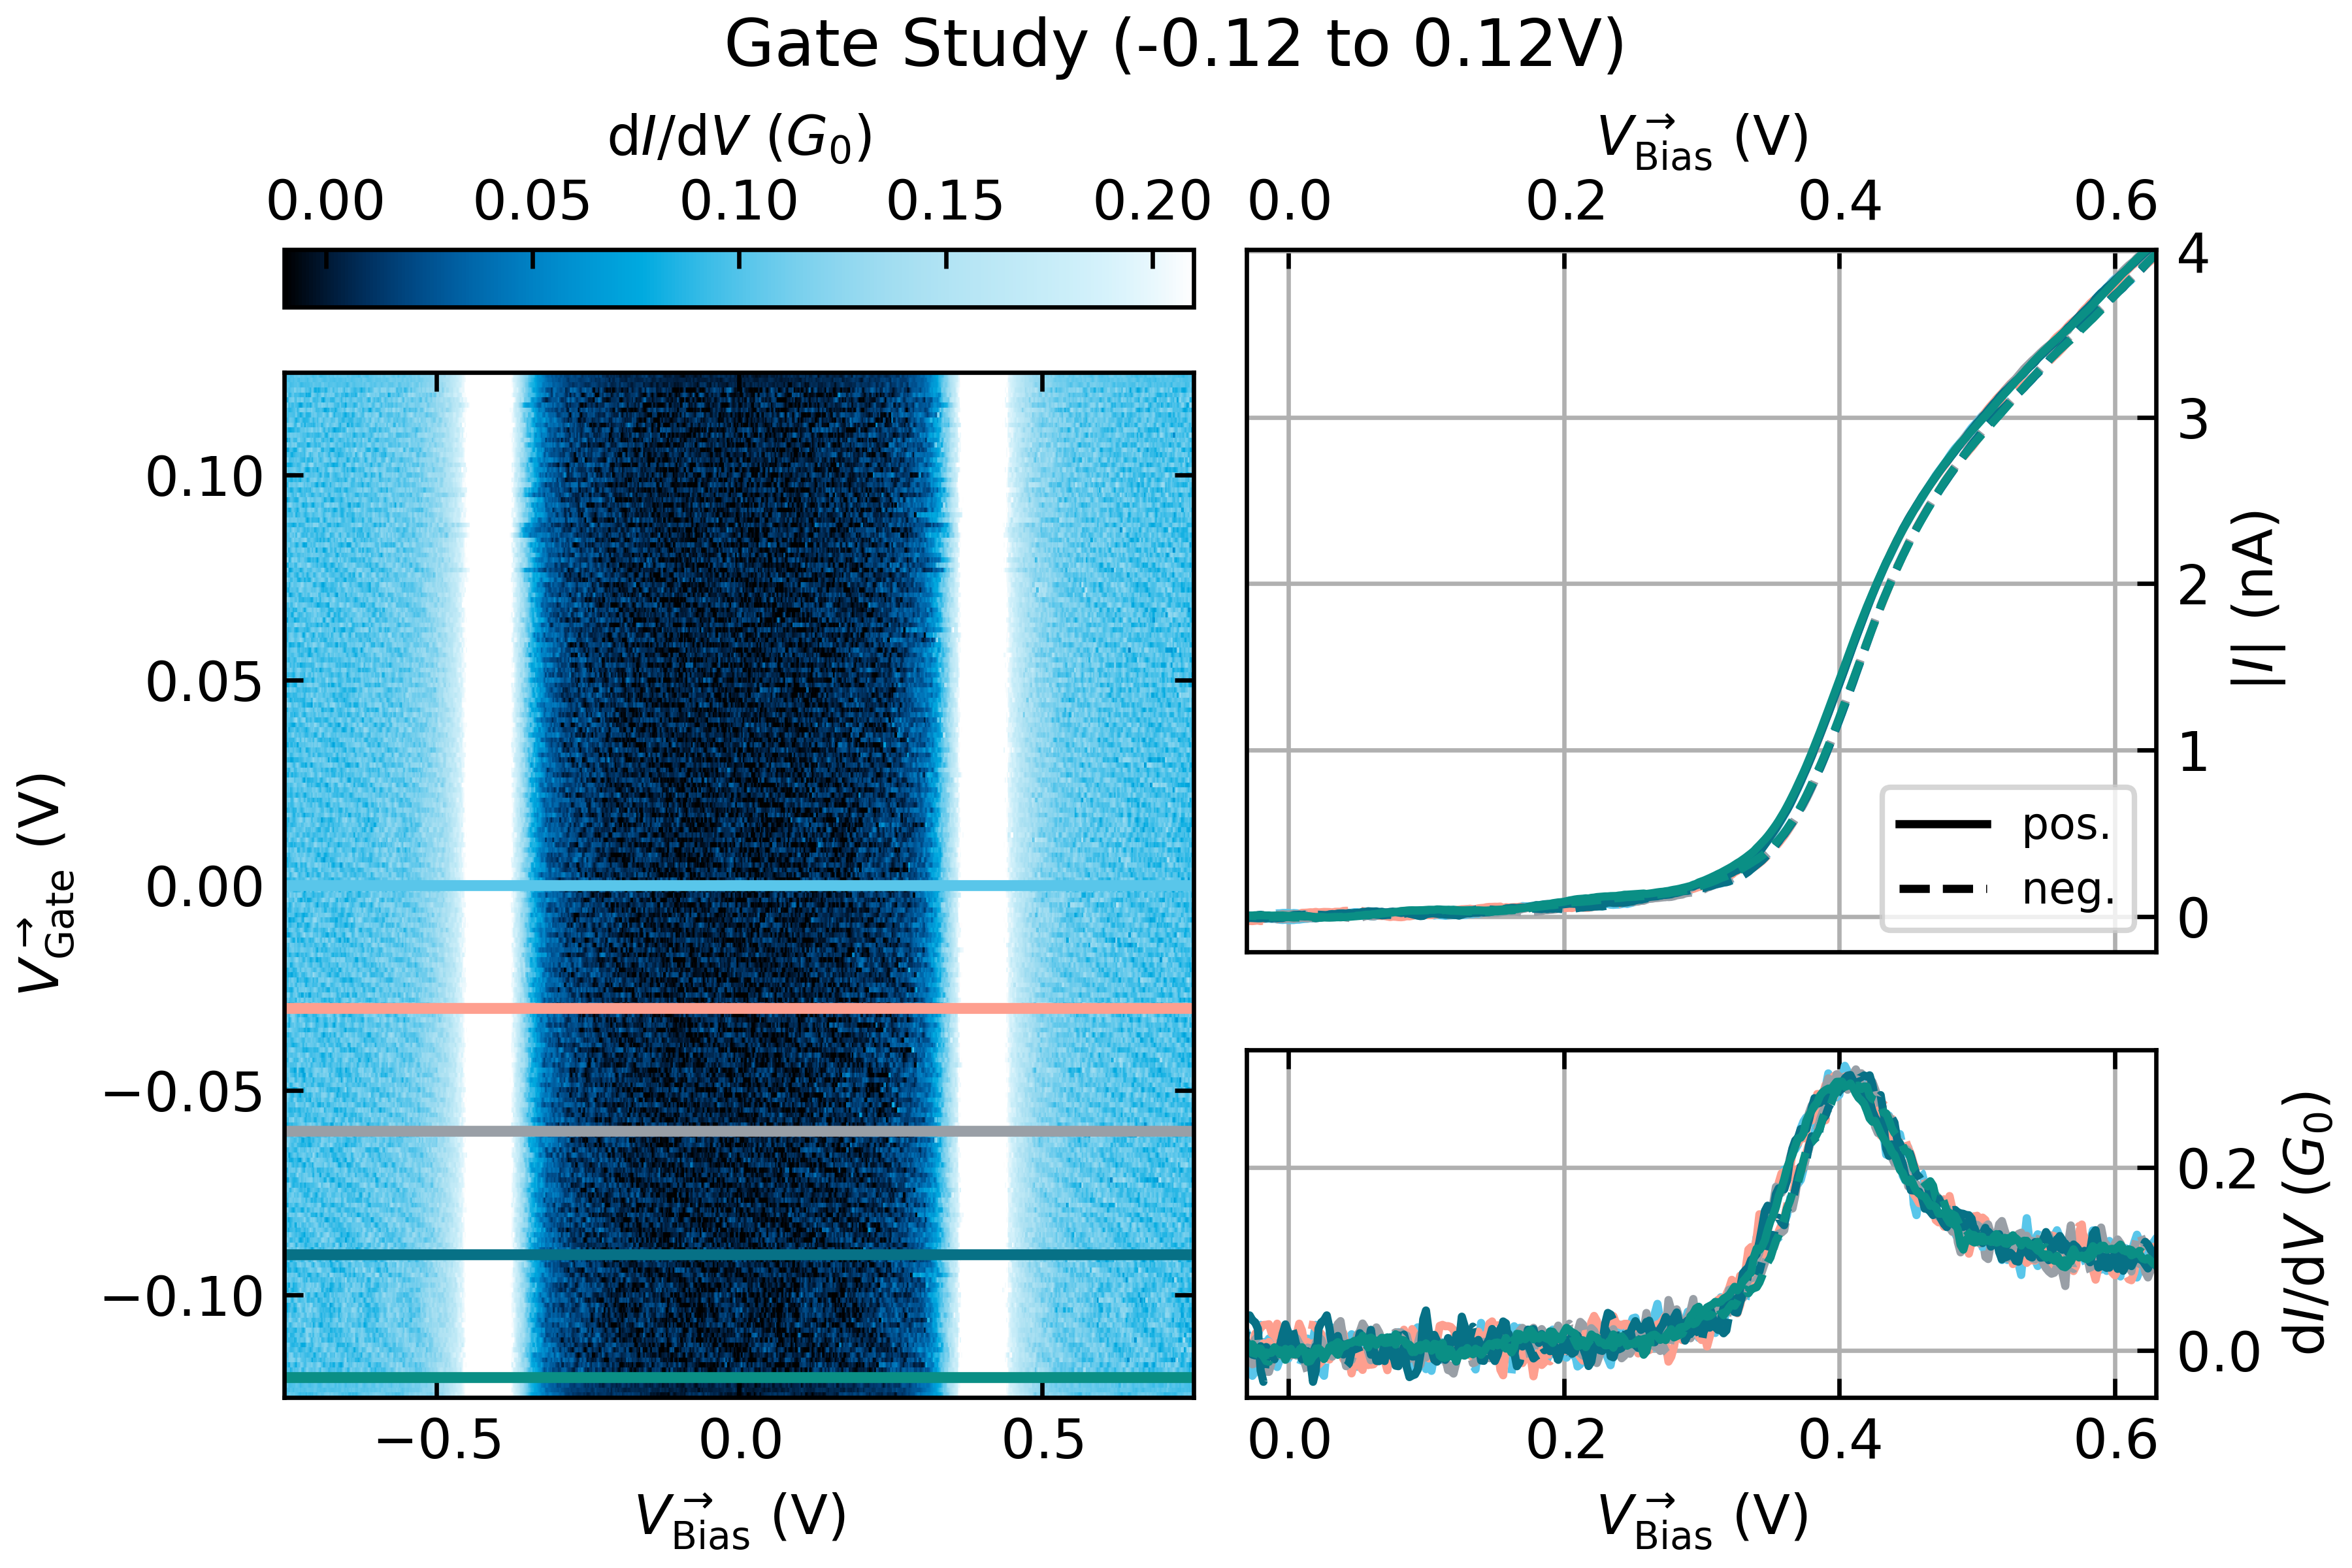 Gate Study (-0.12 to 0.12V)
dI/dV (G₀)
0.00 0.05 0.10 0.15 0.20
V→Gate (V)
0.10
0.05
0.00
−0.05
−0.10
−0.5 0.0 0.5
V→Bias (V)
V→Bias (V)
0.0 0.2 0.4 0.6
4
3
2
1
0
|I| (nA)
pos.
neg.
0.2
0.0
dI/dV (G₀)
0.0 0.2 0.4 0.6
V→Bias (V)